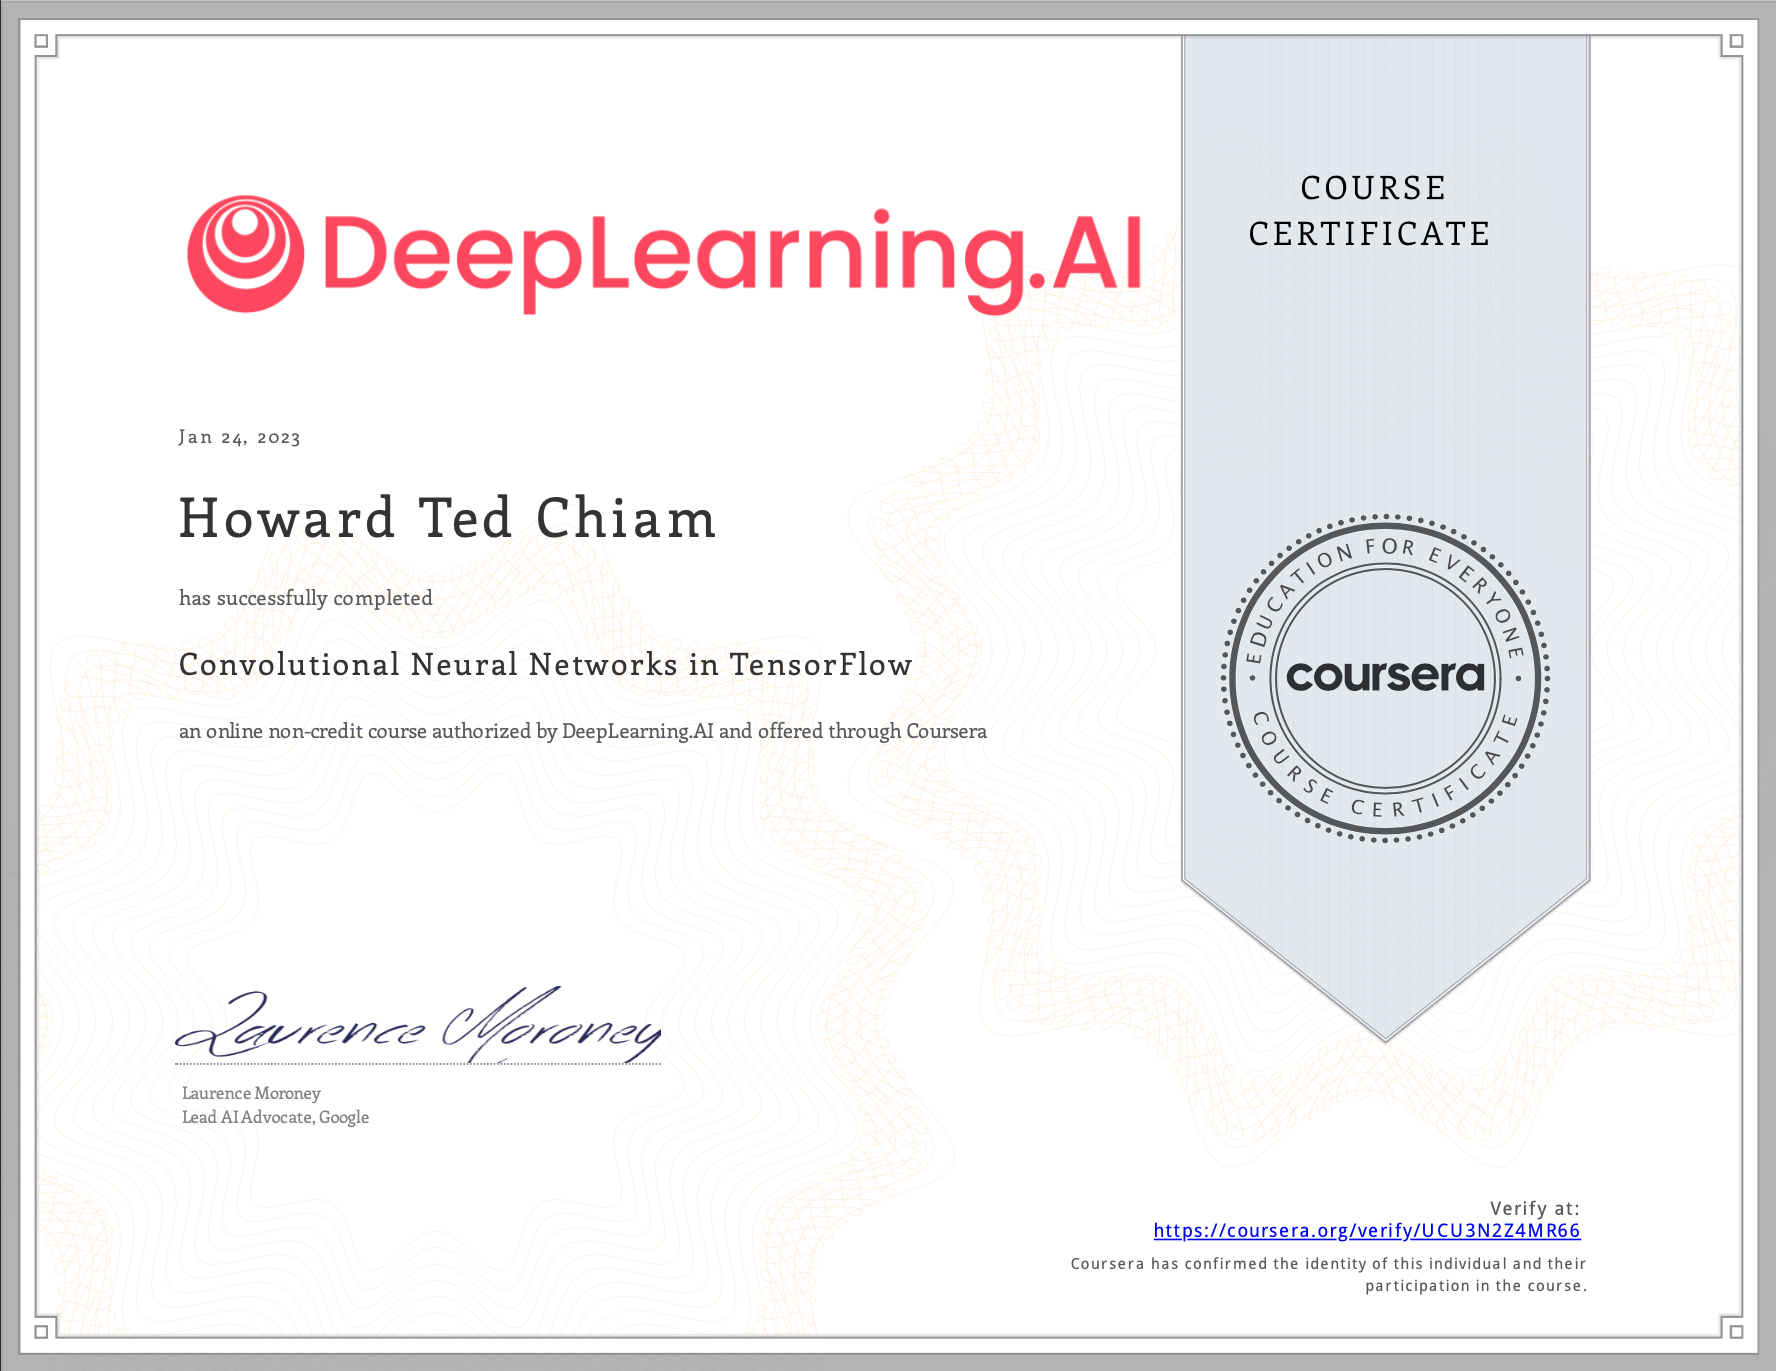 DeepLearning.AI
COURSE
CERTIFICATE
Jan 24, 2023
Howard Ted Chiam
has successfully completed
Convolutional Neural Networks in TensorFlow
an online non-credit course authorized by DeepLearning.AI and offered through Coursera
EDUCATION FOR EVERYONE
coursera
COURSE CERTIFICATE
Laurence Moroney
Laurence Moroney
Lead AI Advocate, Google
Verify at:
https://coursera.org/verify/UCU3N2Z4MR66
Coursera has confirmed the identity of this individual and their
participation in the course.